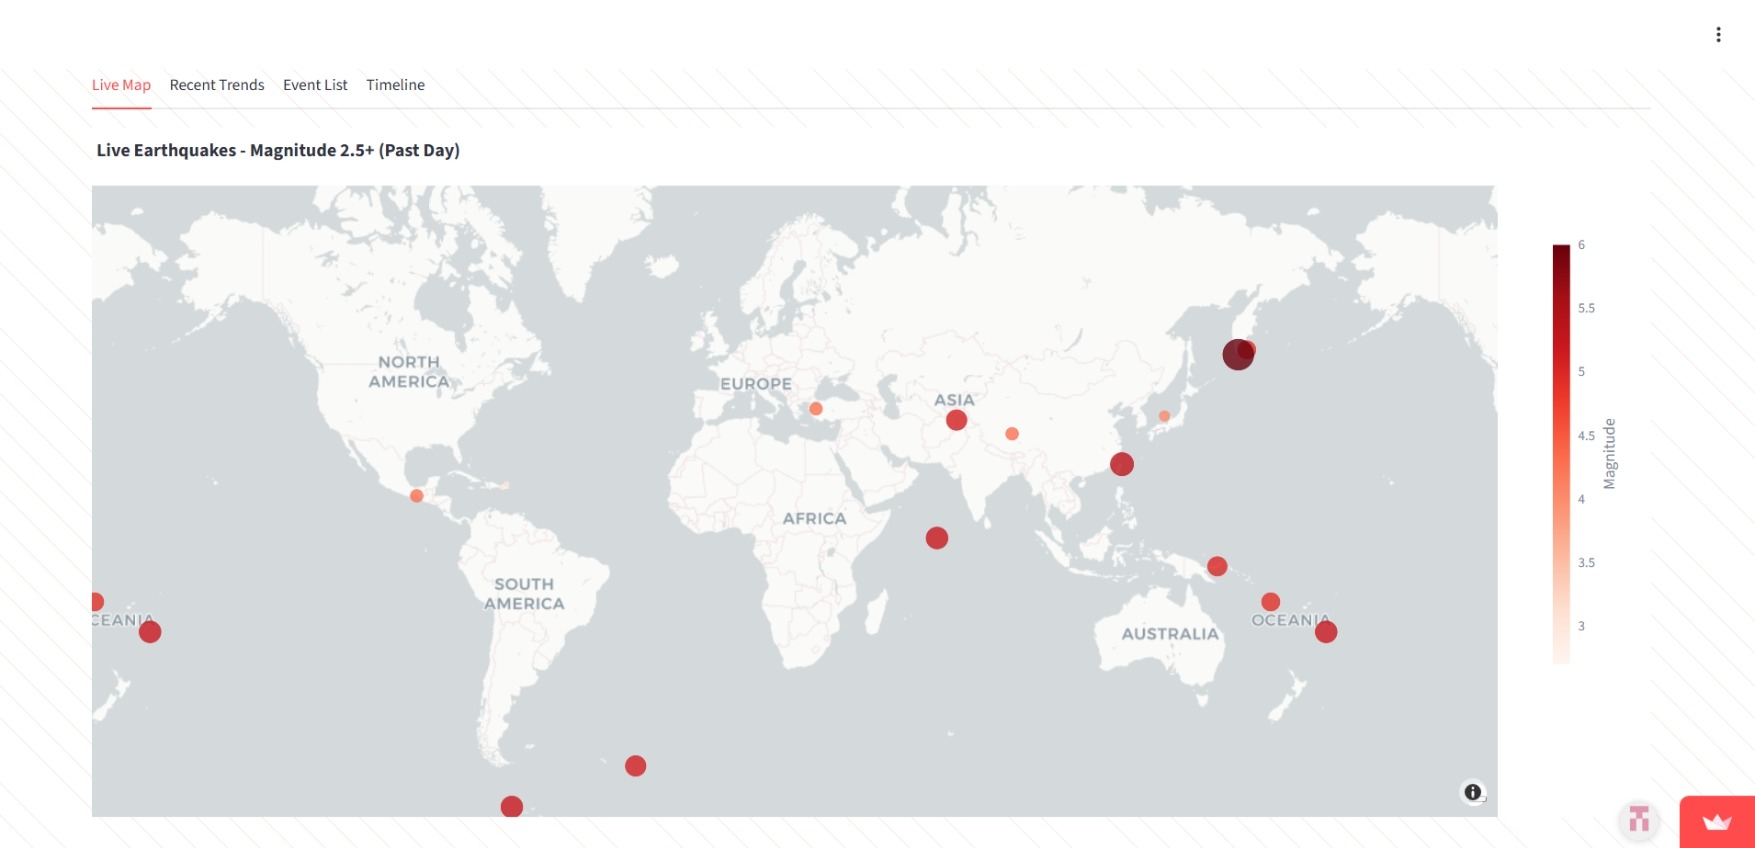 Live Map
Recent Trends
Event List
Timeline
Live Earthquakes - Magnitude 2.5+ (Past Day)
NORTH
AMERICA
EUROPE
ASIA
AFRICA
SOUTH
AMERICA
CEANIA
AUSTRALIA
OCEANIA
6
5.5
5
4.5
4
3.5
3
Magnitude